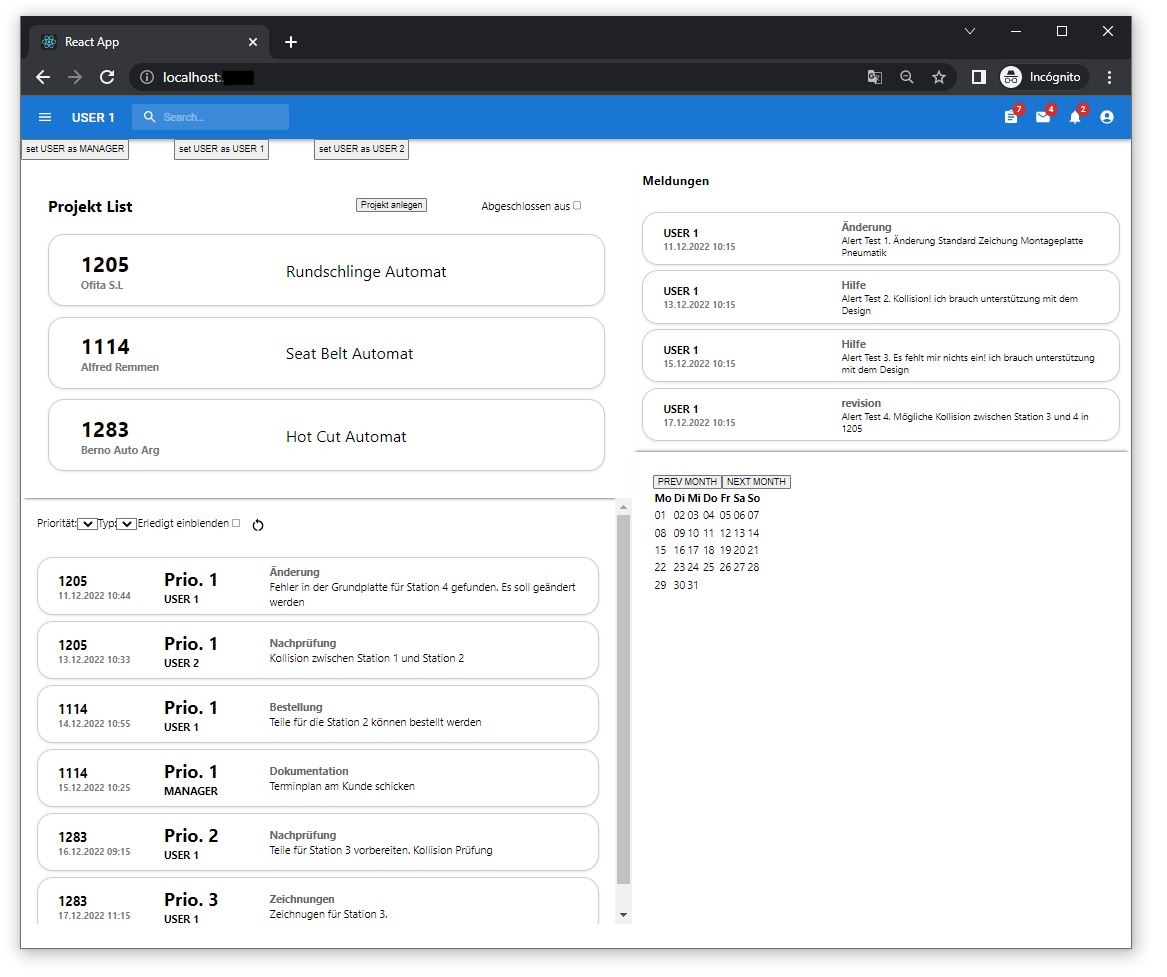 React App
localhost:
Incógnito
USER 1
Search...
7
4
2
set USER as MANAGER
set USER as USER 1
set USER as USER 2
Projekt List
Projekt anlegen
Abgeschlossen aus
1205
Ofita S.L
Rundschlinge Automat
1114
Alfred Remmen
Seat Belt Automat
1283
Berno Auto Arg
Hot Cut Automat
Meldungen
USER 1
11.12.2022 10:15
Änderung
Alert Test 1. Änderung Standard Zeichung Montageplatte
Pneumatik
USER 1
13.12.2022 10:15
Hilfe
Alert Test 2. Kollision! ich brauch unterstützung mit dem
Design
USER 1
15.12.2022 10:15
Hilfe
Alert Test 3. Es fehlt mir nichts ein! ich brauch unterstützung
mit dem Design
USER 1
17.12.2022 10:15
revision
Alert Test 4. Mögliche Kollision zwischen Station 3 und 4 in
1205
Priorität: Typ: Erledigt einblenden
1205
11.12.2022 10:44
Prio. 1
USER 1
Änderung
Fehler in der Grundplatte für Station 4 gefunden. Es soll geändert
werden
1205
13.12.2022 10:33
Prio. 1
USER 2
Nachprüfung
Kollision zwischen Station 1 und Station 2
1114
14.12.2022 10:55
Prio. 1
USER 1
Bestellung
Teile für die Station 2 können bestellt werden
1114
15.12.2022 10:25
Prio. 1
MANAGER
Dokumentation
Terminplan am Kunde schicken
1283
16.12.2022 09:15
Prio. 2
USER 1
Nachprüfung
Teile für Station 3 vorbereiten. Kollision Prüfung
1283
17.12.2022 11:15
Prio. 3
USER 1
Zeichnungen
Zeichnugen für Station 3.
PREV MONTH NEXT MONTH
Mo Di Mi Do Fr Sa So
01 02 03 04 05 06 07
08 09 10 11 12 13 14
15 16 17 18 19 20 21
22 23 24 25 26 27 28
29 30 31